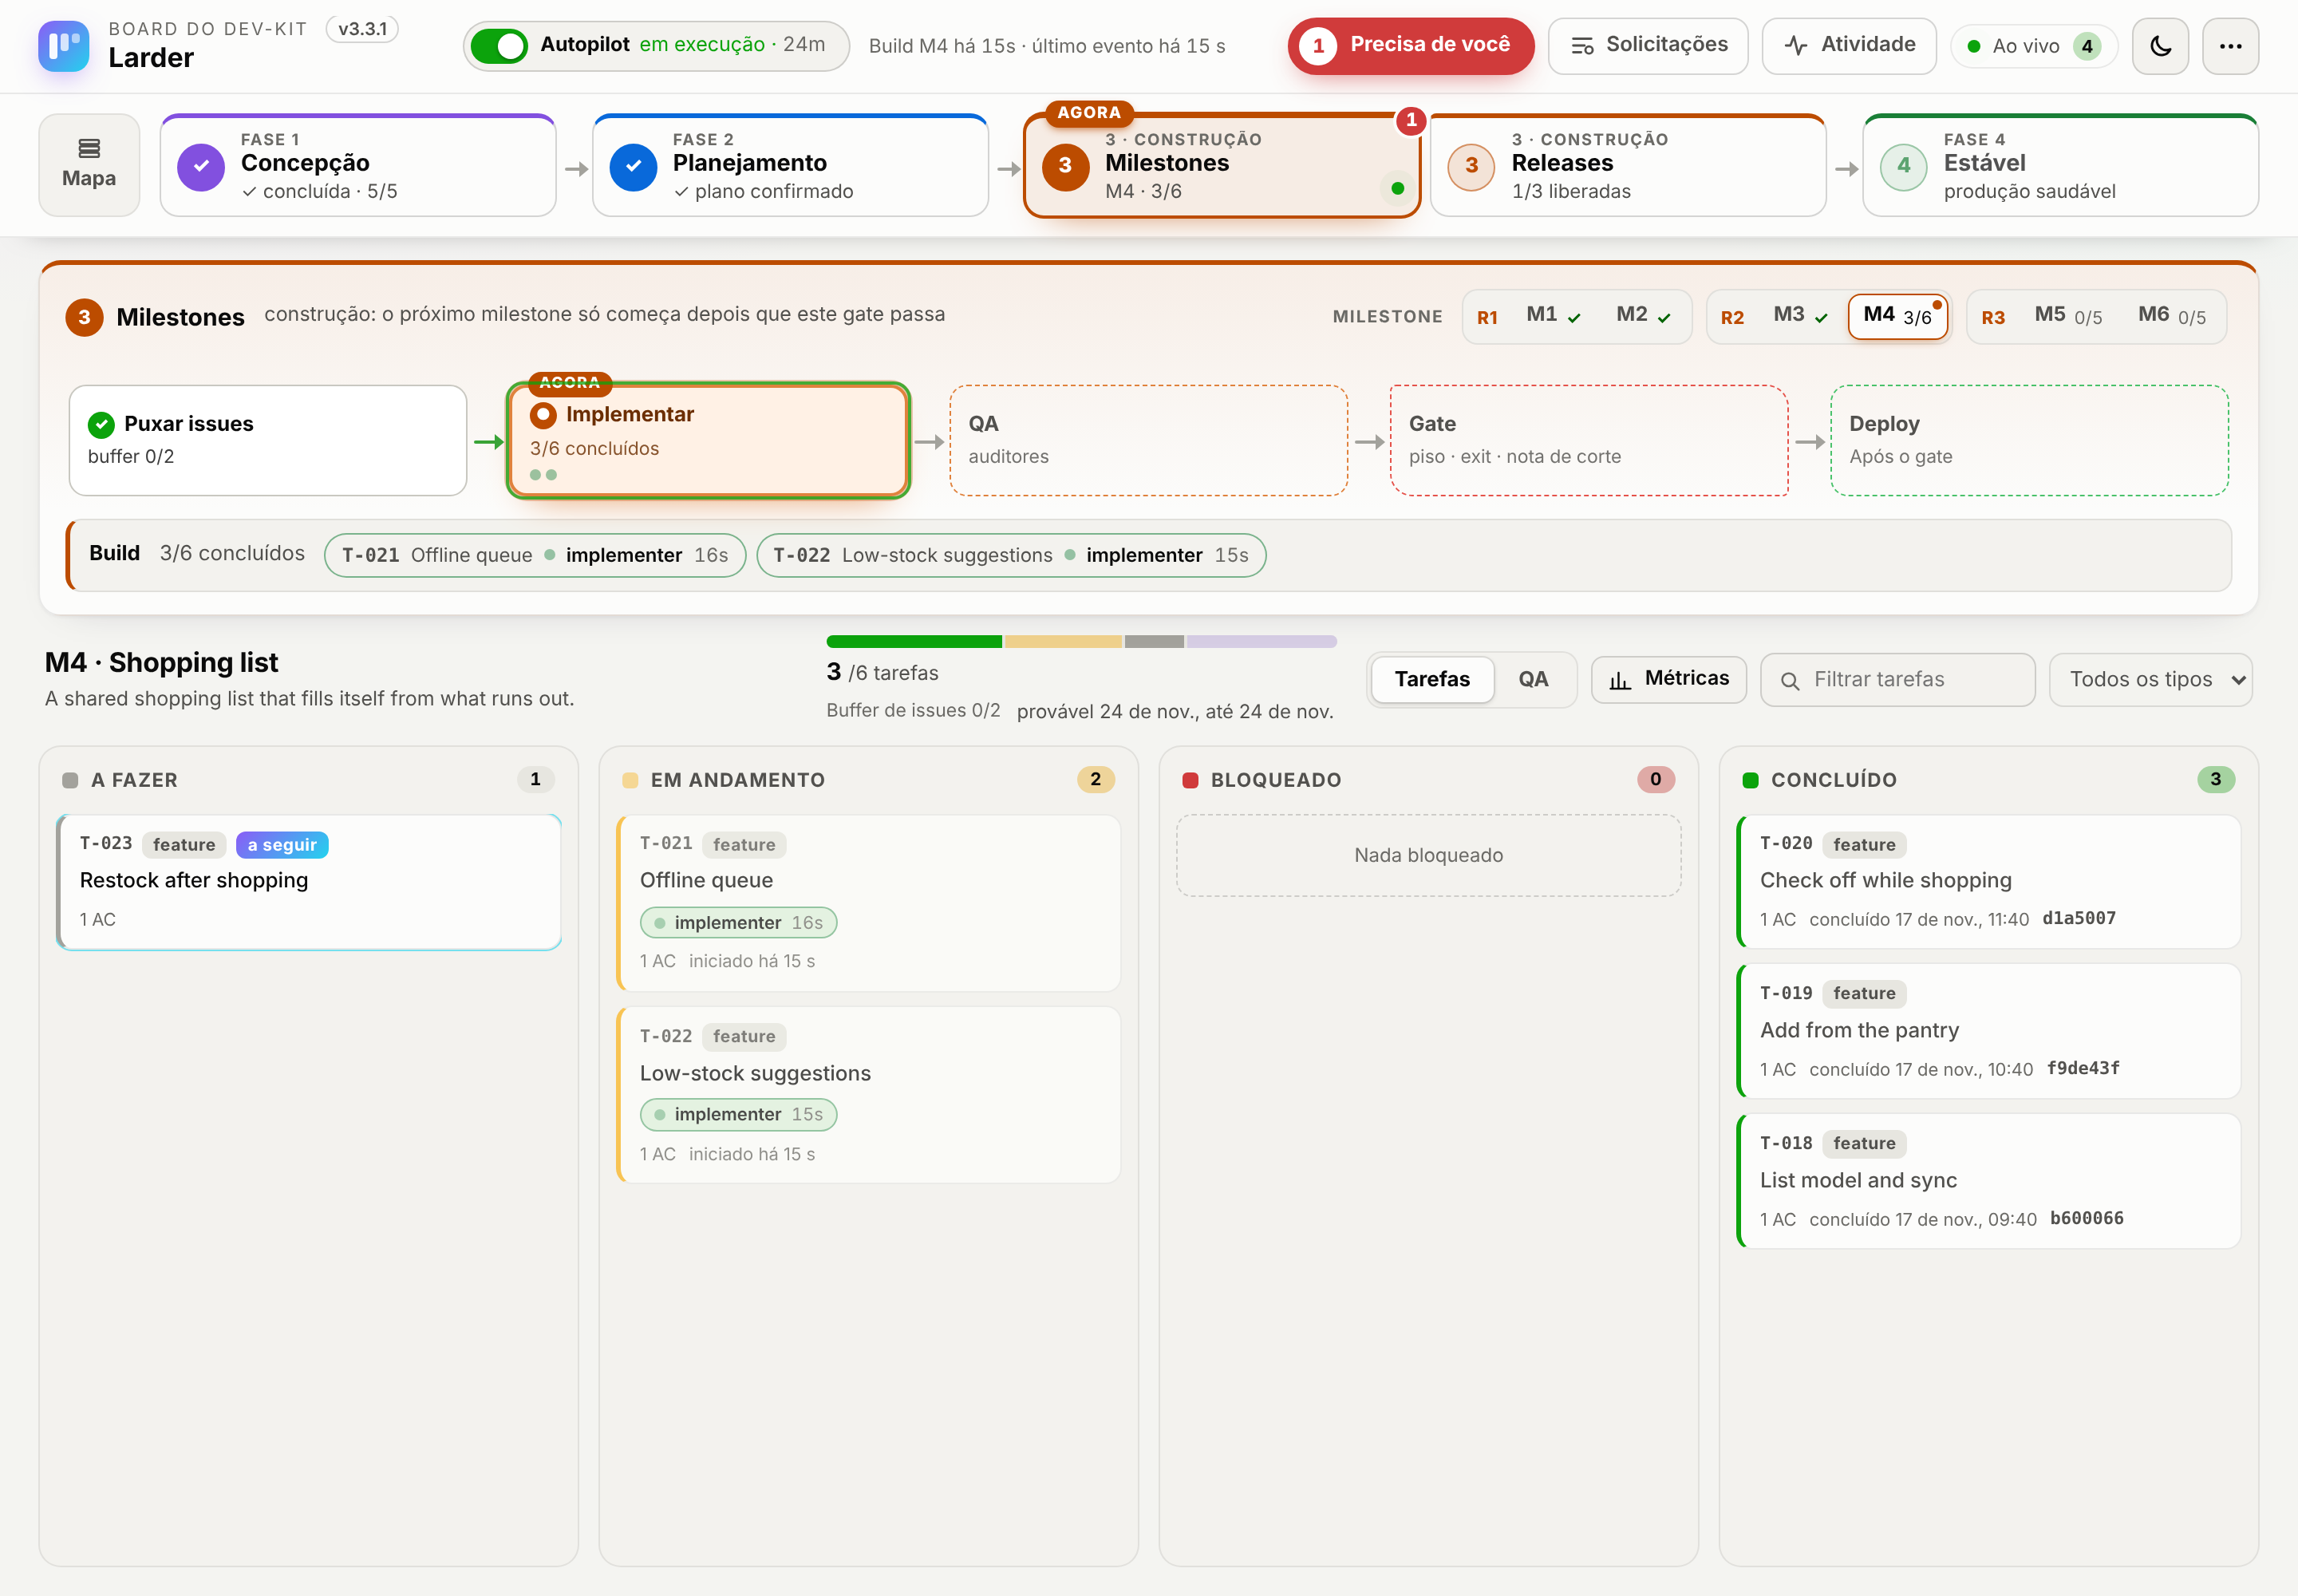 BOARD DO DEV-KIT v3.3.1
Larder
Autopilot em execução · 24m
Build M4 há 15s · último evento há 15 s
1 Precisa de você
Solicitações
Atividade
Ao vivo 4
Mapa
FASE 1
Concepção
✓ concluída · 5/5
FASE 2
Planejamento
✓ plano confirmado
AGORA
1
3 · CONSTRUÇÃO
3 Milestones
M4 · 3/6
3 · CONSTRUÇÃO
3 Releases
1/3 liberadas
FASE 4
4 Estável
produção saudável
3 Milestones construção: o próximo milestone só começa depois que este gate passa
MILESTONE R1 M1 ✓ M2 ✓ R2 M3 ✓ M4 3/6 R3 M5 0/5 M6 0/5
Puxar issues
buffer 0/2
AGORA
Implementar
3/6 concluídos
QA
auditores
Gate
piso · exit · nota de corte
Deploy
Após o gate
Build 3/6 concluídos T-021 Offline queue implementer 16s T-022 Low-stock suggestions implementer 15s
M4 · Shopping list
A shared shopping list that fills itself from what runs out.
3 /6 tarefas
Buffer de issues 0/2 provável 24 de nov., até 24 de nov.
Tarefas QA
Métricas
Filtrar tarefas
Todos os tipos
A FAZER 1
T-023 feature a seguir
Restock after shopping
1 AC
EM ANDAMENTO 2
T-021 feature
Offline queue
implementer 16s
1 AC iniciado há 15 s
T-022 feature
Low-stock suggestions
implementer 15s
1 AC iniciado há 15 s
BLOQUEADO 0
Nada bloqueado
CONCLUÍDO 3
T-020 feature
Check off while shopping
1 AC concluído 17 de nov., 11:40 d1a5007
T-019 feature
Add from the pantry
1 AC concluído 17 de nov., 10:40 f9de43f
T-018 feature
List model and sync
1 AC concluído 17 de nov., 09:40 b600066